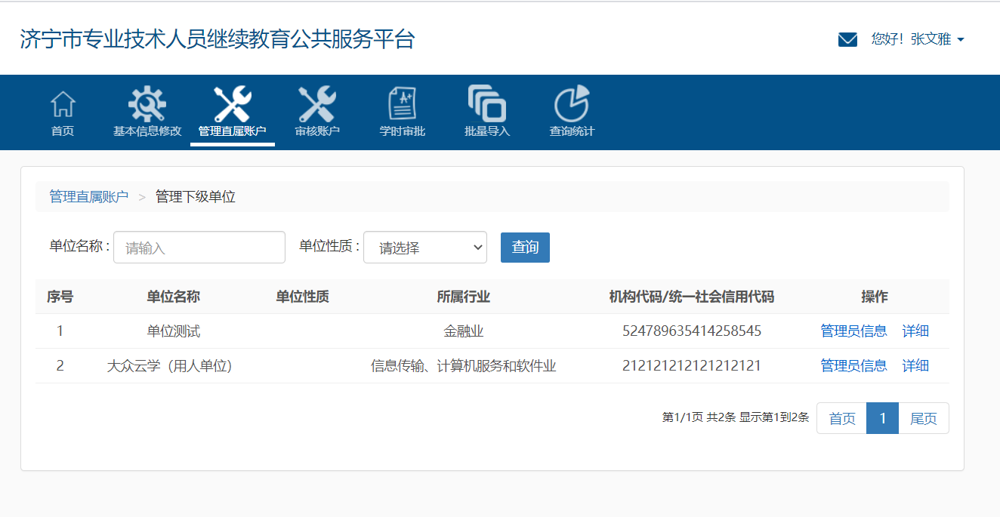 济宁市专业技术人员继续教育公共服务平台
您好！张文雅
首页 基本信息修改 管理直属账户 审核账户 学时审批 批量导入 查询统计
管理直属账户 > 管理下级单位
单位名称 : 请输入 单位性质 : 请选择 查询
序号 单位名称 单位性质 所属行业 机构代码/统一社会信用代码 操作
1 单位测试 金融业 524789635414258545 管理员信息 详细
2 大众云学（用人单位） 信息传输、计算机服务和软件业 212121212121212121 管理员信息 详细
第1/1页 共2条 显示第1到2条 首页 1 尾页